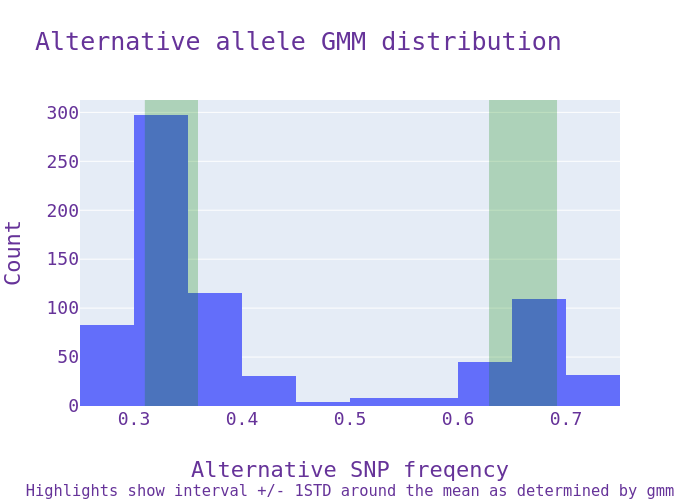 Alternative allele GMM distribution
300
250
200
150
100
50
0
Count
0.3 0.4 0.5 0.6 0.7
Alternative SNP freqency
Highlights show interval +/- 1STD around the mean as determined by gmm